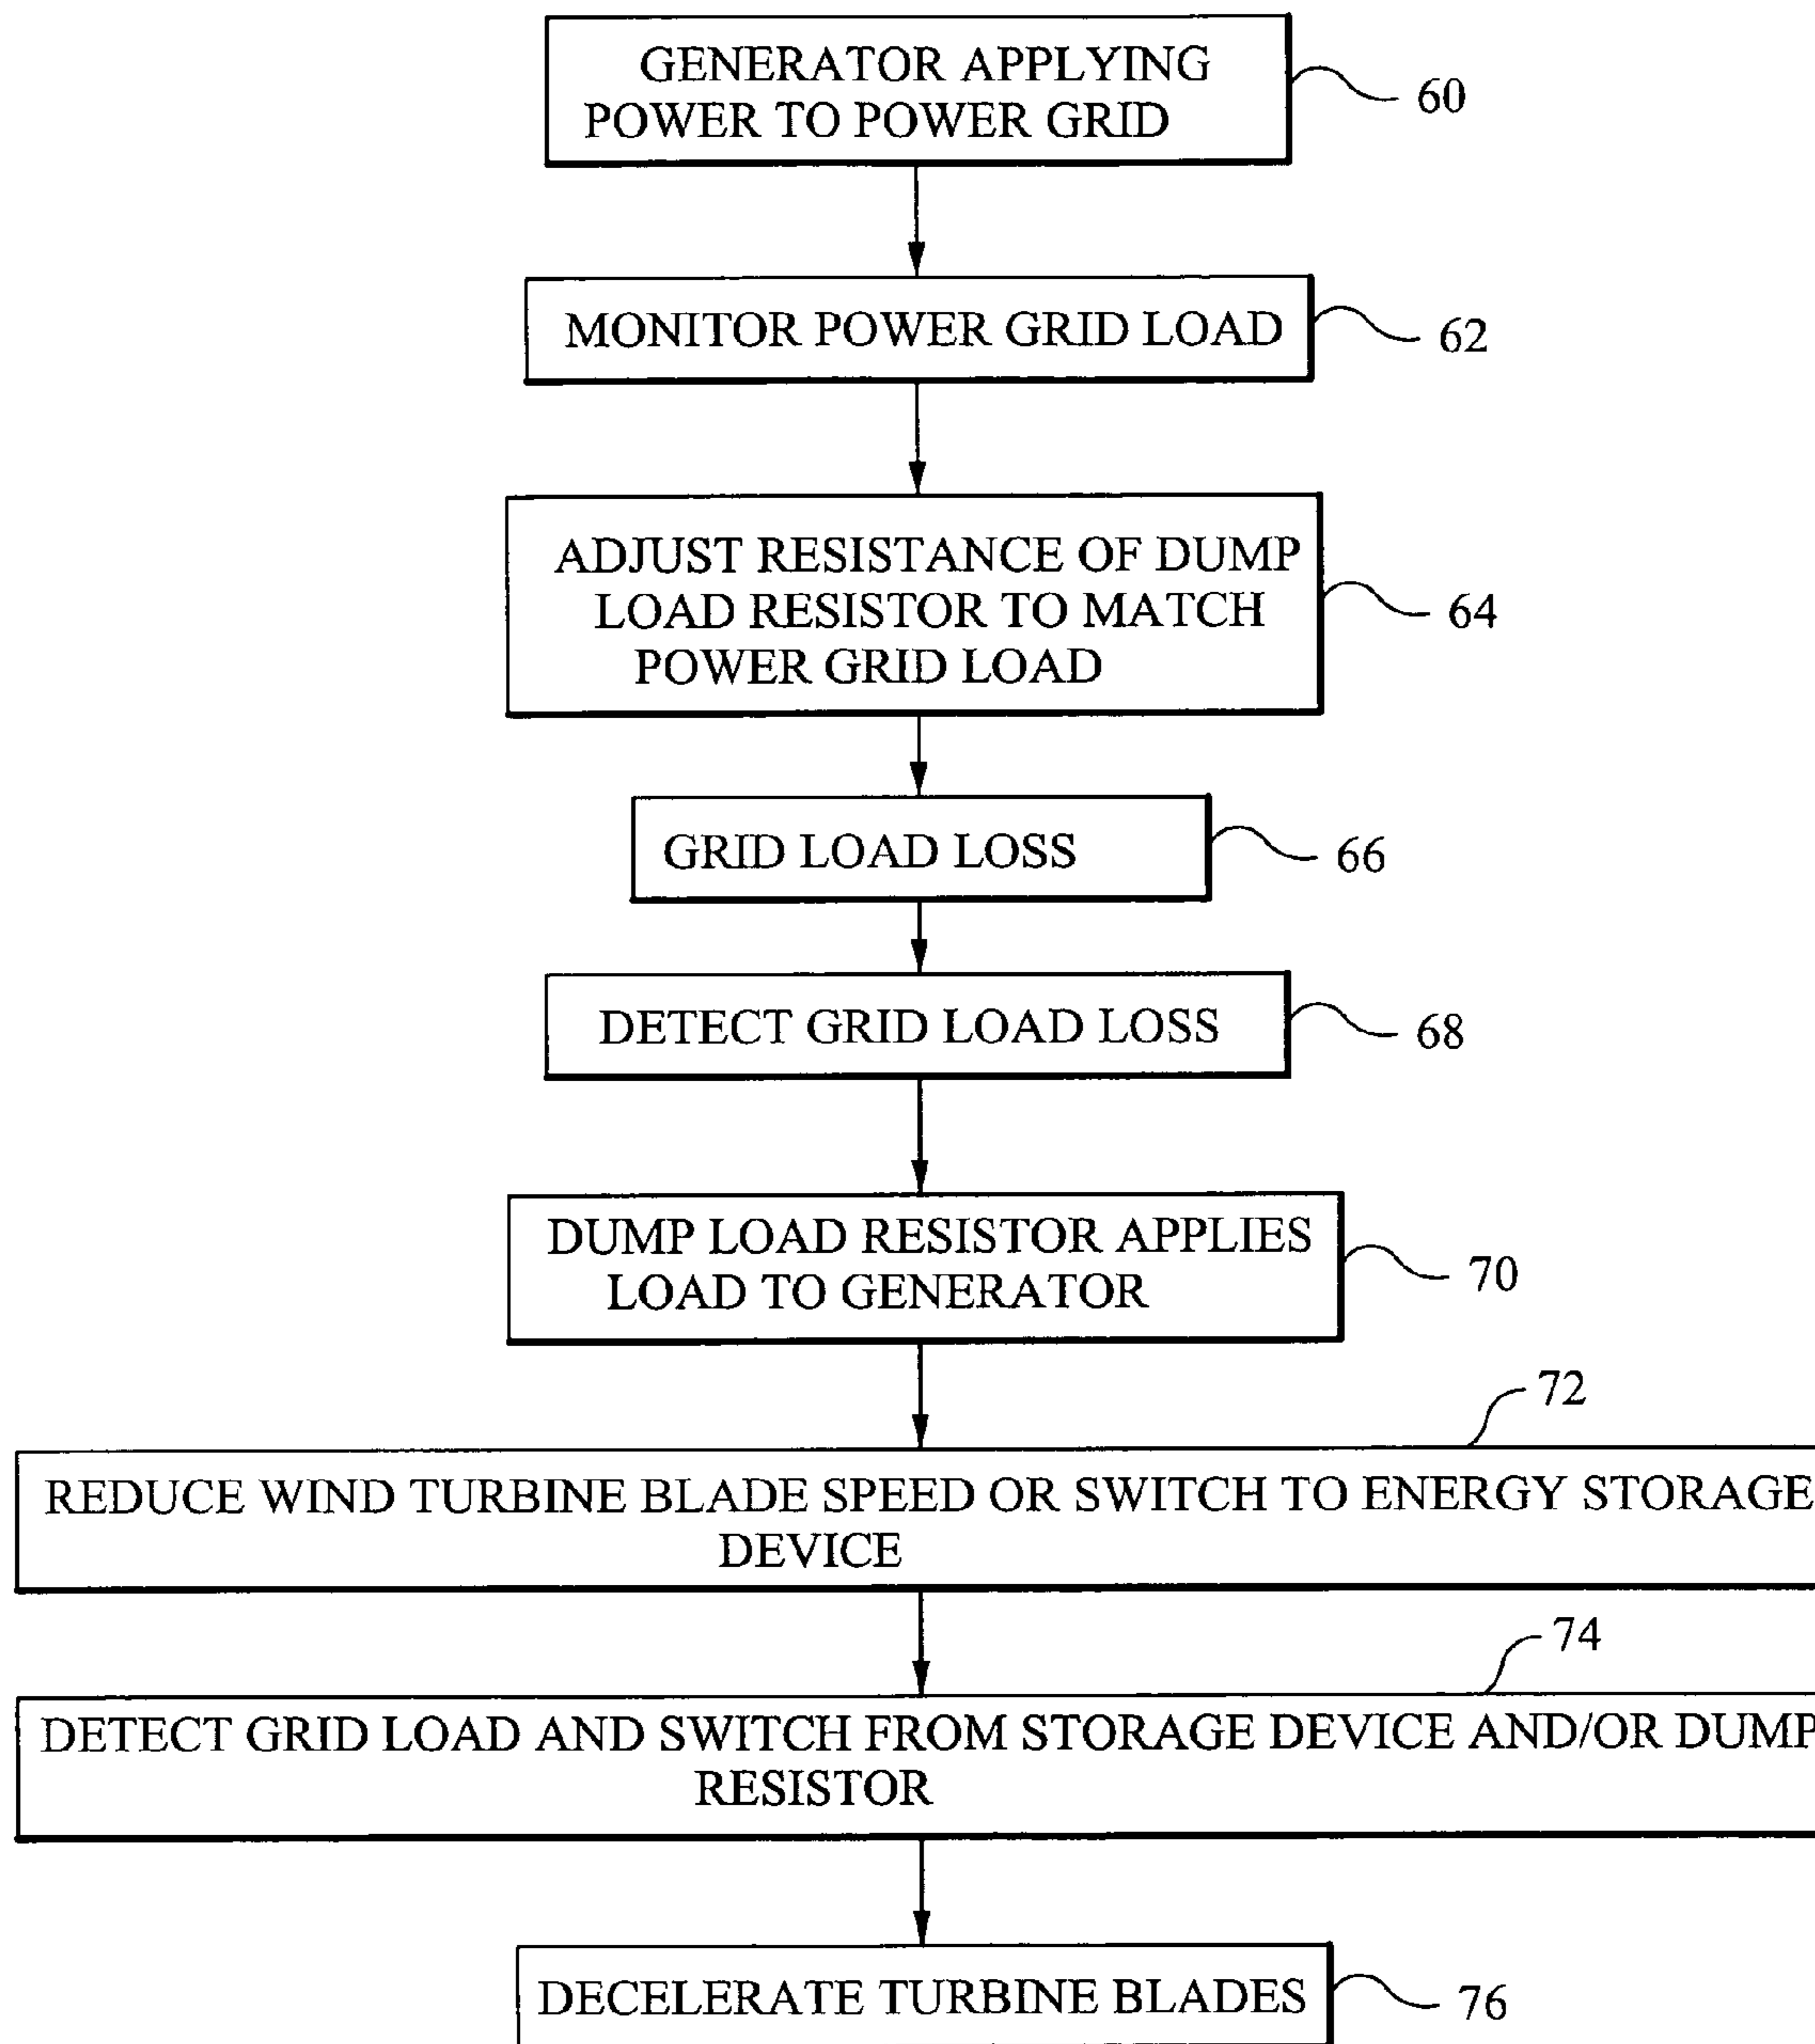 GENERATOR APPLYING
POWER TO POWER GRID
60
MONITOR POWER GRID LOAD
62
ADJUST RESISTANCE OF DUMP
LOAD RESISTOR TO MATCH
POWER GRID LOAD
64
GRID LOAD LOSS
66
DETECT GRID LOAD LOSS
68
DUMP LOAD RESISTOR APPLIES
LOAD TO GENERATOR
70
72
REDUCE WIND TURBINE BLADE SPEED OR SWITCH TO ENERGY STORAGE
DEVICE
74
DETECT GRID LOAD AND SWITCH FROM STORAGE DEVICE AND/OR DUMP
RESISTOR
DECELERATE TURBINE BLADES
76